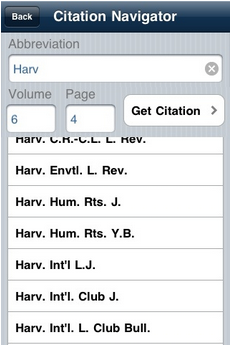 Back Citation Navigator
Abbreviation
Harv
Volume Page
6 4 Get Citation
Harv. C.R.-C.L. L. Rev.
Harv. Envtl. L. Rev.
Harv. Hum. Rts. J.
Harv. Hum. Rts. Y.B.
Harv. Int'l L.J.
Harv. Int'l. Club J.
Harv. Int'l. L. Club Bull.